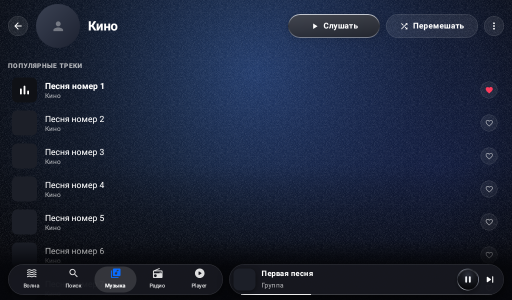 Кино
Слушать
Перемешать
ПОПУЛЯРНЫЕ ТРЕКИ
Песня номер 1
Кино
Песня номер 2
Кино
Песня номер 3
Кино
Песня номер 4
Кино
Песня номер 5
Кино
Песня номер 6
Волна
Поиск
Музыка
Радио
Player
Первая песня
Группа